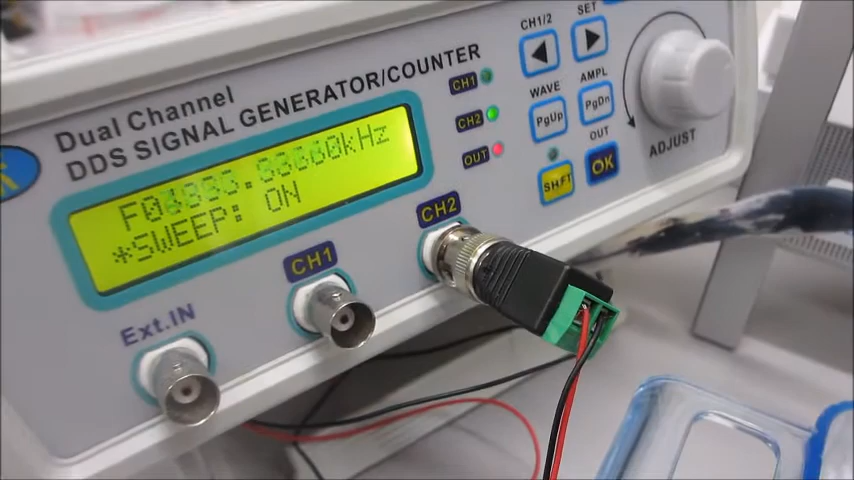 Dual Channel
DDS SIGNAL GENERATOR/COUNTER
*SWEEP: ON
CH1
CH2
OUT
CH1/2
SET
WAVE
AMPL
PgUp
PgDn
OUT
SHIFT
OK
ADJUST
Ext.IN
CH1
CH2